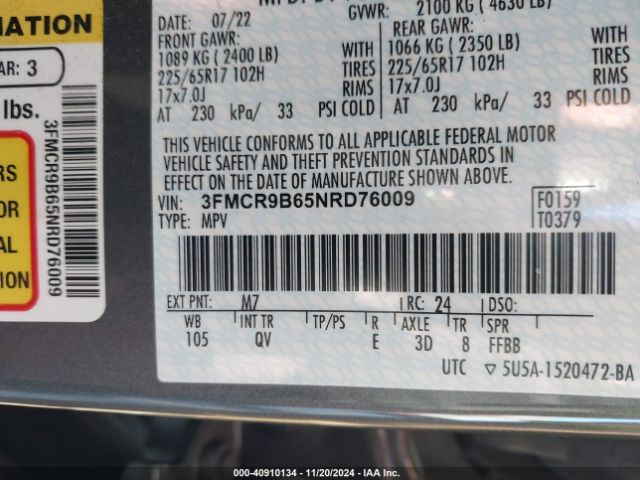 MATION
AR: 3
lbs.
RS
OR
AL
ION
3FMCR9B65NRD76009
DATE: 07/22
GVWR: 2100 KG ( 4630 LB)
FRONT GAWR:
1089 KG ( 2400 LB) WITH
225/65R17 102H TIRES
17x7.0J RIMS
AT 230 kPa/ 33 PSI COLD
REAR GAWR:
1066 KG ( 2350 LB) WITH
225/65R17 102H TIRES
17x7.0J RIMS
AT 230 kPa/ 33 PSI COLD
THIS VEHICLE CONFORMS TO ALL APPLICABLE FEDERAL MOTOR
VEHICLE SAFETY AND THEFT PREVENTION STANDARDS IN
EFFECT ON THE DATE OF MANUFACTURE SHOWN ABOVE.
VIN: 3FMCR9B65NRD76009 F0159
TYPE: MPV T0379
EXT PNT: M7 RC: 24 DSO:
WB INT TR TP/PS R AXLE TR SPR
105 QV E 3D 8 FFBB
UTC ▽ 5U5A-1520472-BA
000-40910134 - 11/20/2024 - IAA Inc.